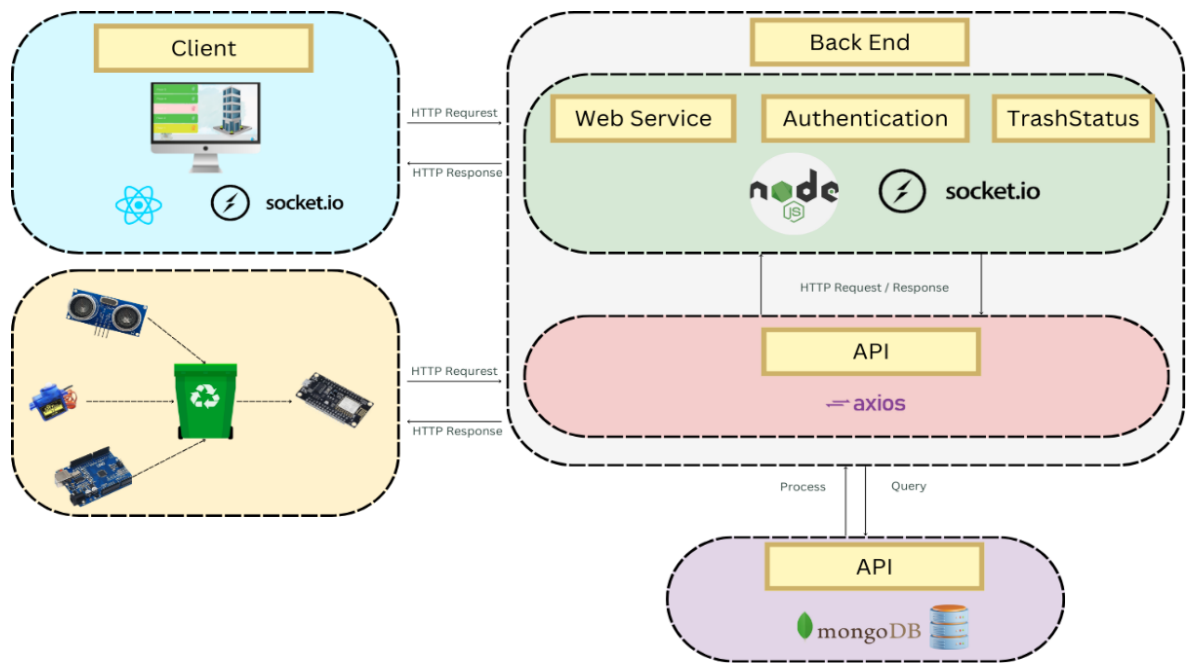 Client
socket.io
HTTP Requrest
HTTP Response
Back End
Web Service
Authentication
TrashStatus
node
JS
socket.io
HTTP Request / Response
API
axios
HTTP Requrest
HTTP Response
Process
Query
API
mongoDB